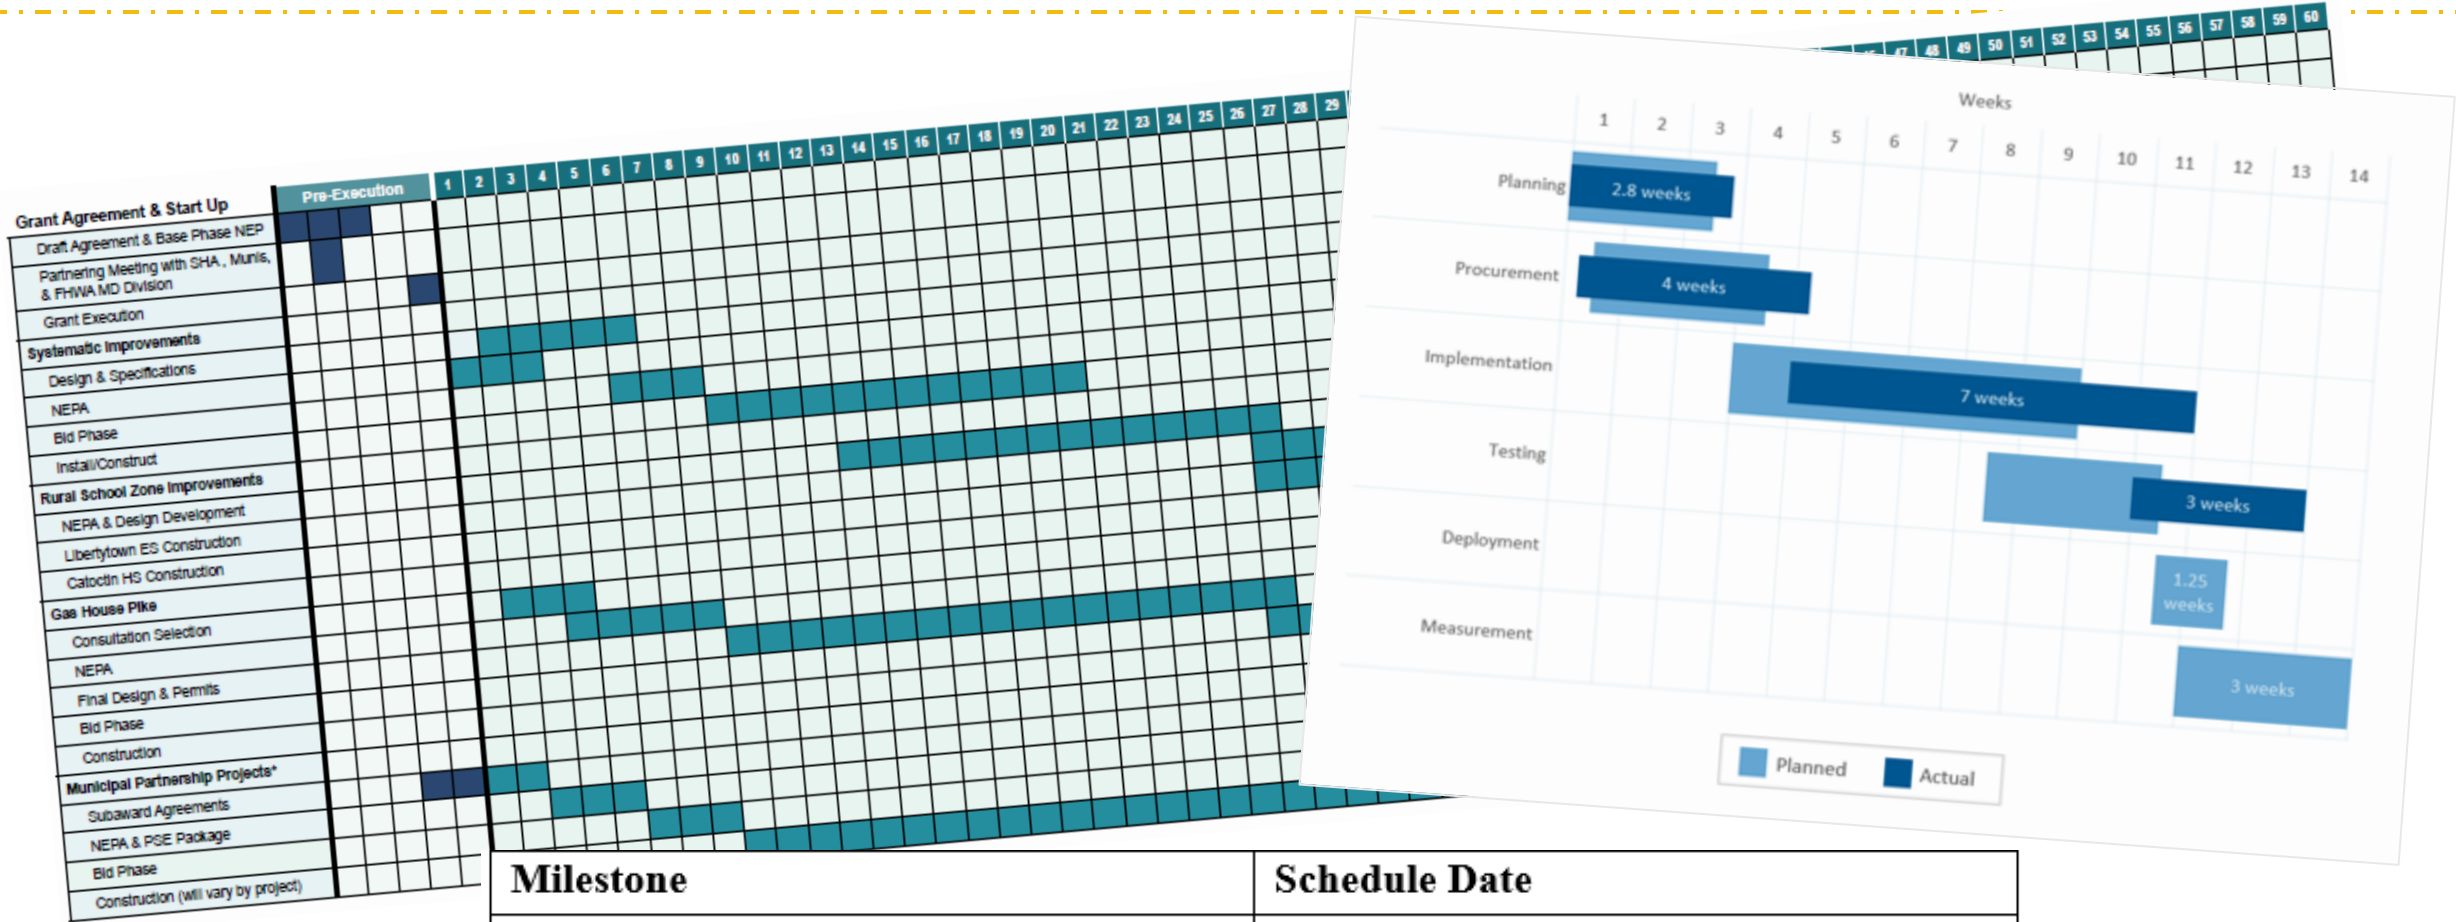 Pre-Execution 1 2 3 4 5 6 7 8 9 10 11 12 13 14 15 16 17 18 19 20 21 22 23 24 25 26 27 28 29
47 48 49 50 51 52 53 54 55 56 57 58 59 60
Grant Agreement & Start Up
Draft Agreement & Base Phase NEP
Partnering Meeting with SHA, Munis,
& FHWA MD Division
Grant Execution
Systematic Improvements
Design & Specifications
NEPA
Bid Phase
Install/Construct
Rural School Zone Improvements
NEPA & Design Development
Libertytown ES Construction
Catoctin HS Construction
Gas House Pike
Consultation Selection
NEPA
Final Design & Permits
Bid Phase
Construction
Municipal Partnership Projects*
Subaward Agreements
NEPA & PSE Package
Bid Phase
Construction (will vary by project)
Weeks
1 2 3 4 5 6 7 8 9 10 11 12 13 14
Planning 2.8 weeks
Procurement 4 weeks
Implementation 7 weeks
Testing 3 weeks
Deployment 1.25
weeks
Measurement 3 weeks
Planned Actual
Milestone Schedule Date